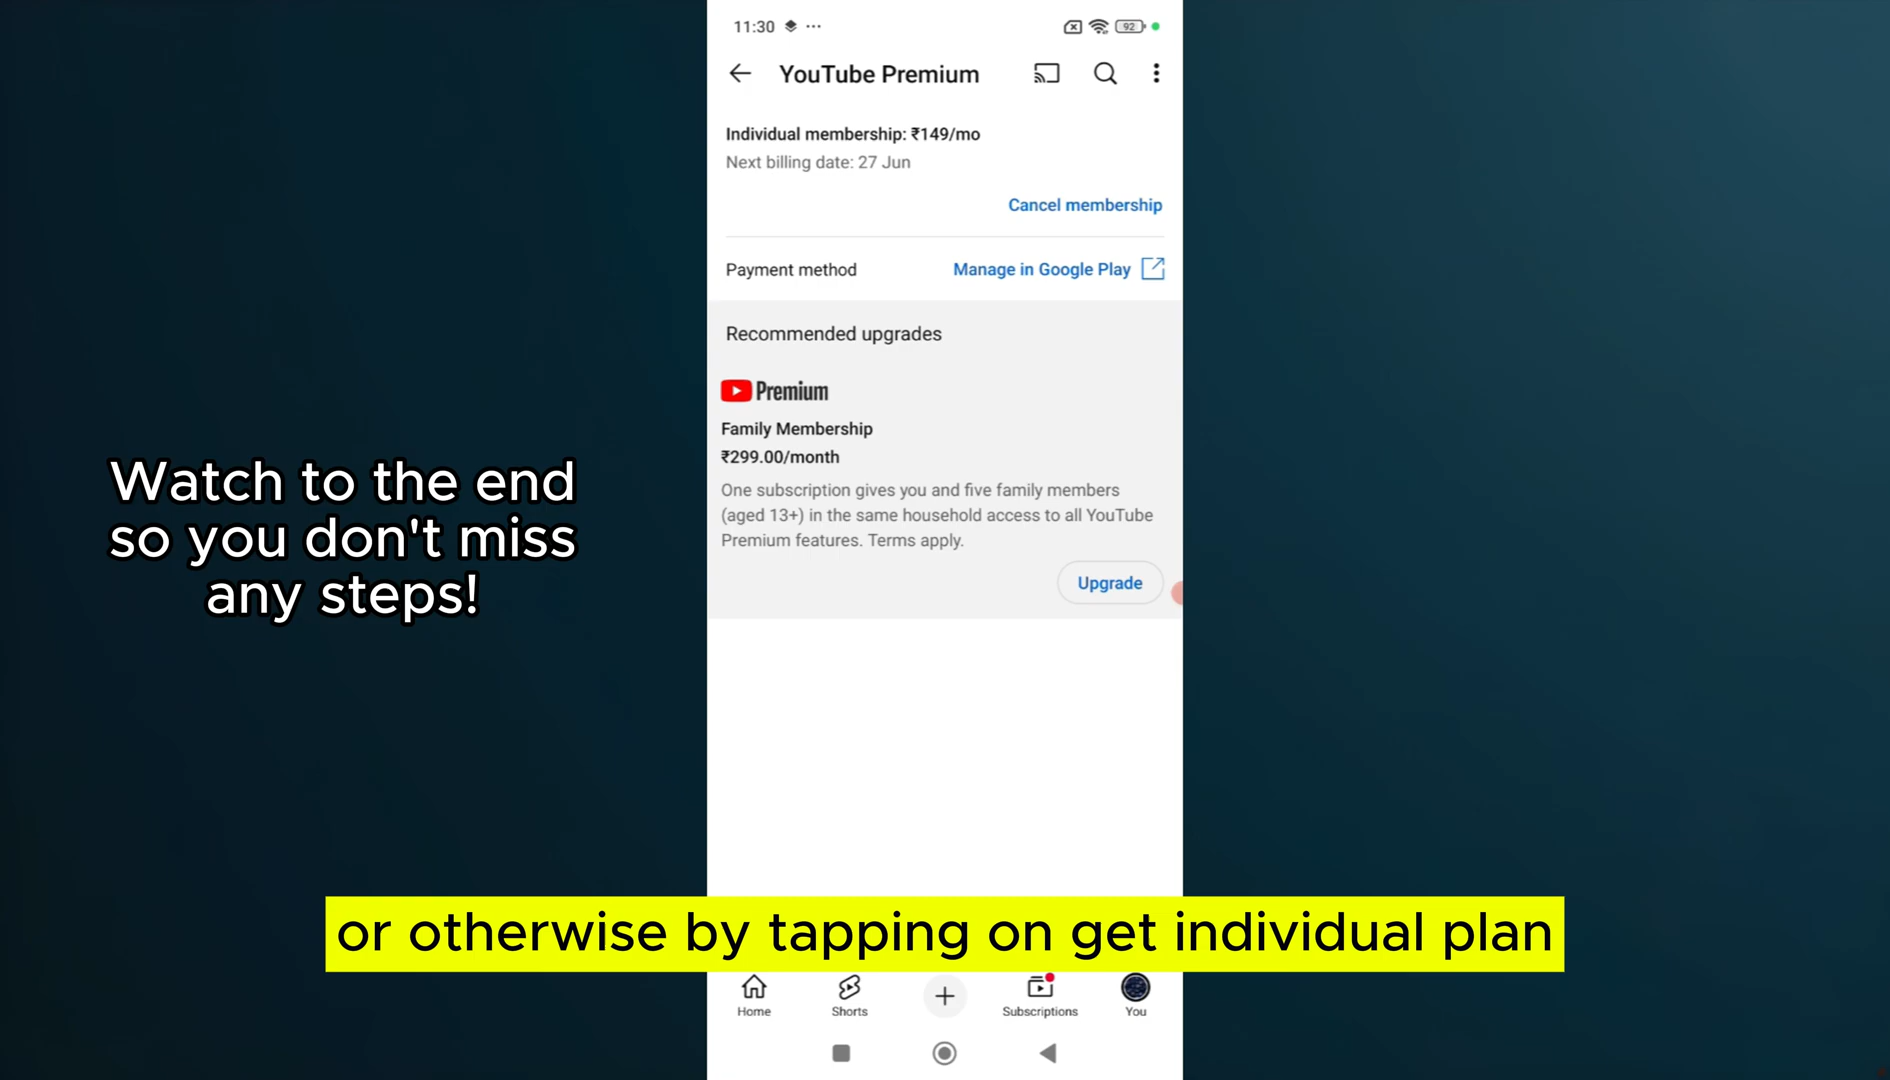 11:30
92
YouTube Premium
Individual membership: ₹149/mo
Next billing date: 27 Jun
Cancel membership
Payment method
Manage in Google Play
Recommended upgrades
Premium
Family Membership
₹299.00/month
One subscription gives you and five family members
(aged 13+) in the same household access to all YouTube
Premium features. Terms apply.
Upgrade
Watch to the end
so you don't miss
any steps!
or otherwise by tapping on get individual plan
Home
Shorts
Subscriptions
You